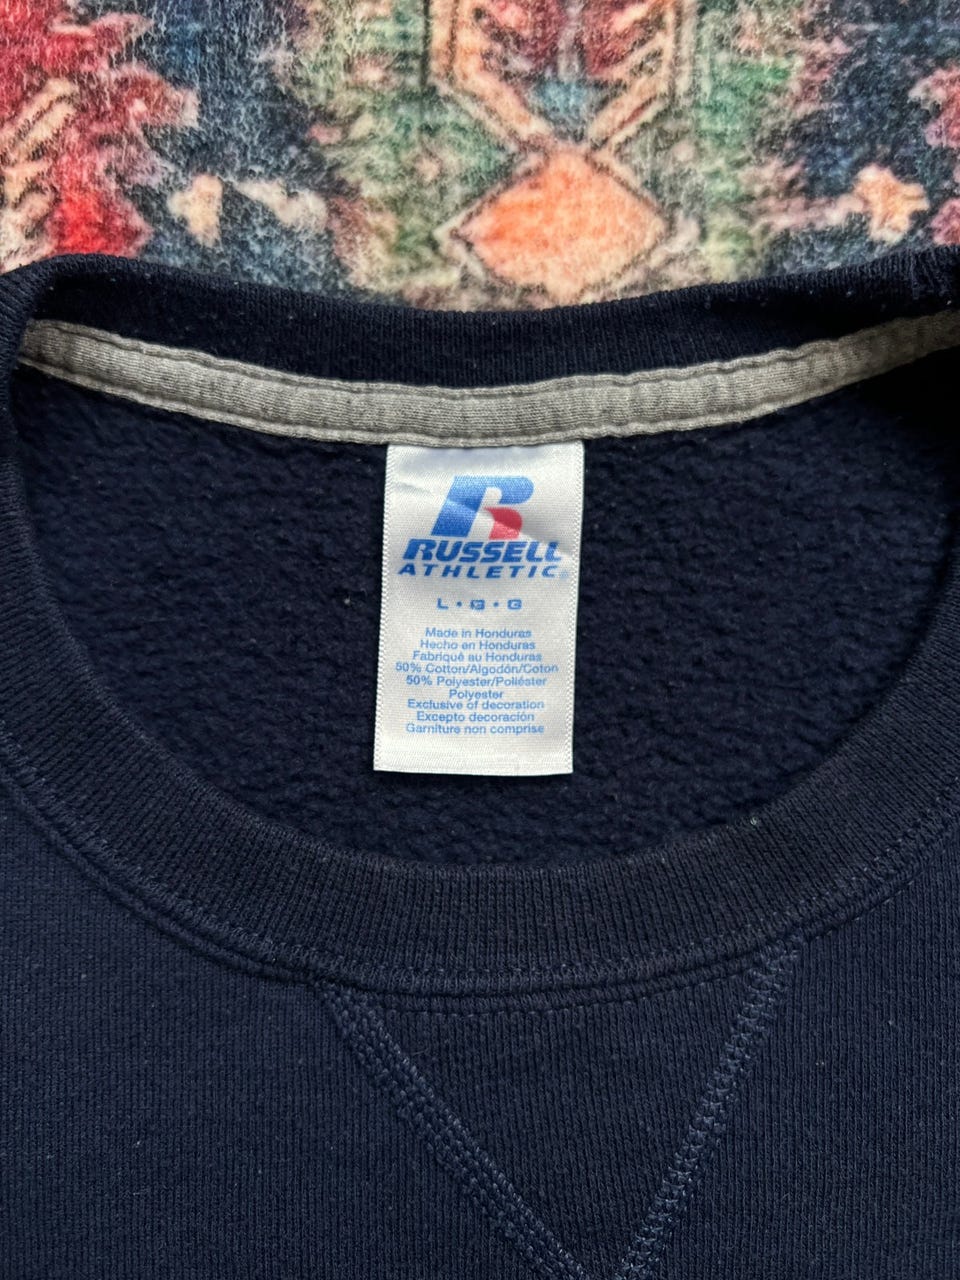 RUSSELL
ATHLETIC®
L • G • G
Made in Honduras
Hecho en Honduras
Fabriqué au Honduras
50% Cotton/Algodón/Coton
50% Polyester/Poliéster
Polyester
Exclusive of decoration
Excepto decoración
Garniture non comprise